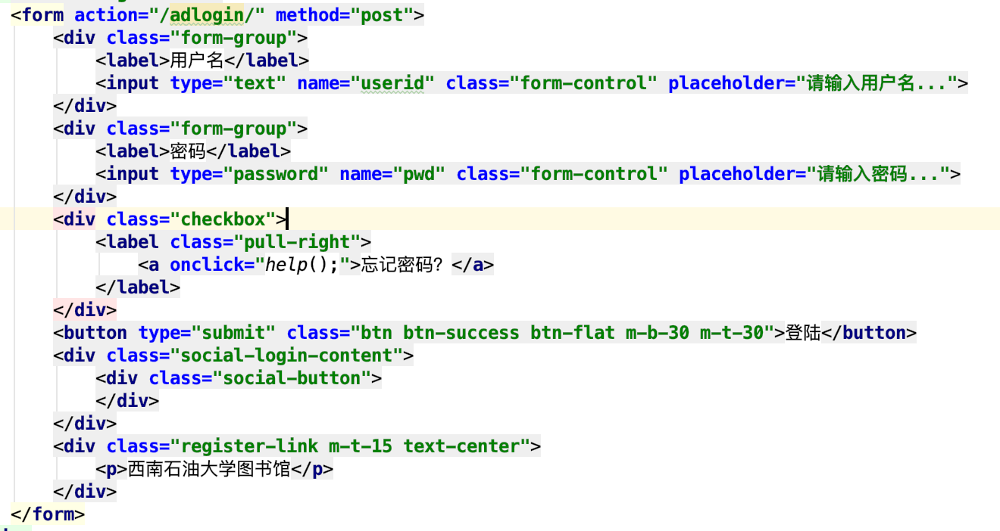 <form action="/adlogin/" method="post">
<div class="form-group">
<label>用户名</label>
<input type="text" name="userid" class="form-control" placeholder="请输入用户名...">
</div>
<div class="form-group">
<label>密码</label>
<input type="password" name="pwd" class="form-control" placeholder="请输入密码...">
</div>
<div class="checkbox">
<label class="pull-right">
<a onclick="help();">忘记密码？</a>
</label>
</div>
<button type="submit" class="btn btn-success btn-flat m-b-30 m-t-30">登陆</button>
<div class="social-login-content">
<div class="social-button">
</div>
</div>
<div class="register-link m-t-15 text-center">
<p>西南石油大学图书馆</p>
</div>
</form>